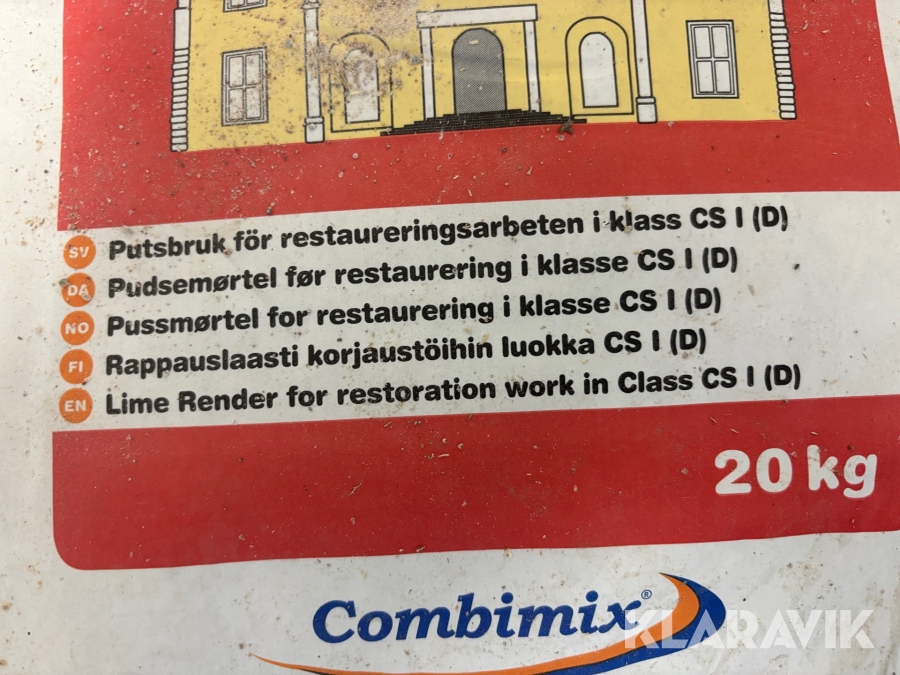 SV Putsbruk för restaureringsarbeten i klass CS I (D)
DA Pudsemørtel før restaurering i klasse CS I (D)
NO Pussmørtel for restaurering i klasse CS I (D)
FI Rappauslaasti korjaustöihin luokka CS I (D)
EN Lime Render for restoration work in Class CS I (D)
20 kg
Combimix®
KLARAVIK